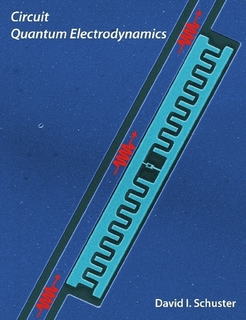 Circuit
Quantum Electrodynamics
David I. Schuster